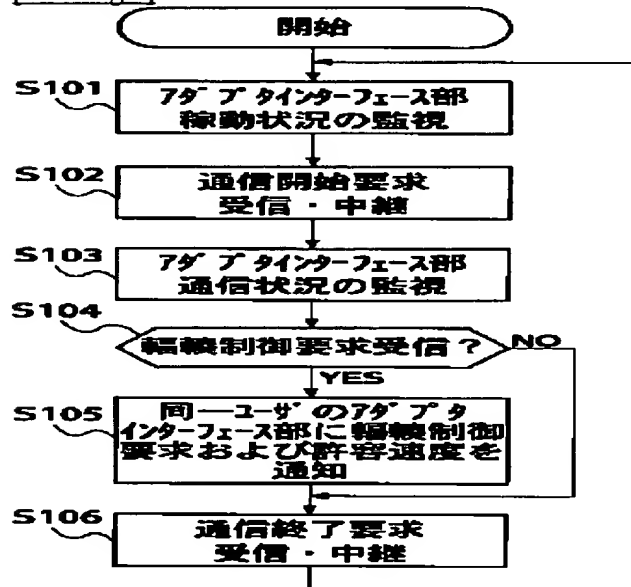 開始
S101
アダプタインターフェース部
稼動状況の監視
S102
通信開始要求
受信・中継
S103
アダプタインターフェース部
通信状況の監視
S104
輻輳制御要求受信?
NO
YES
S105
同一ユーザのアダプタ
インターフェース部に輻輳制御
要求および許容速度を
通知
S106
通信終了要求
受信・中継